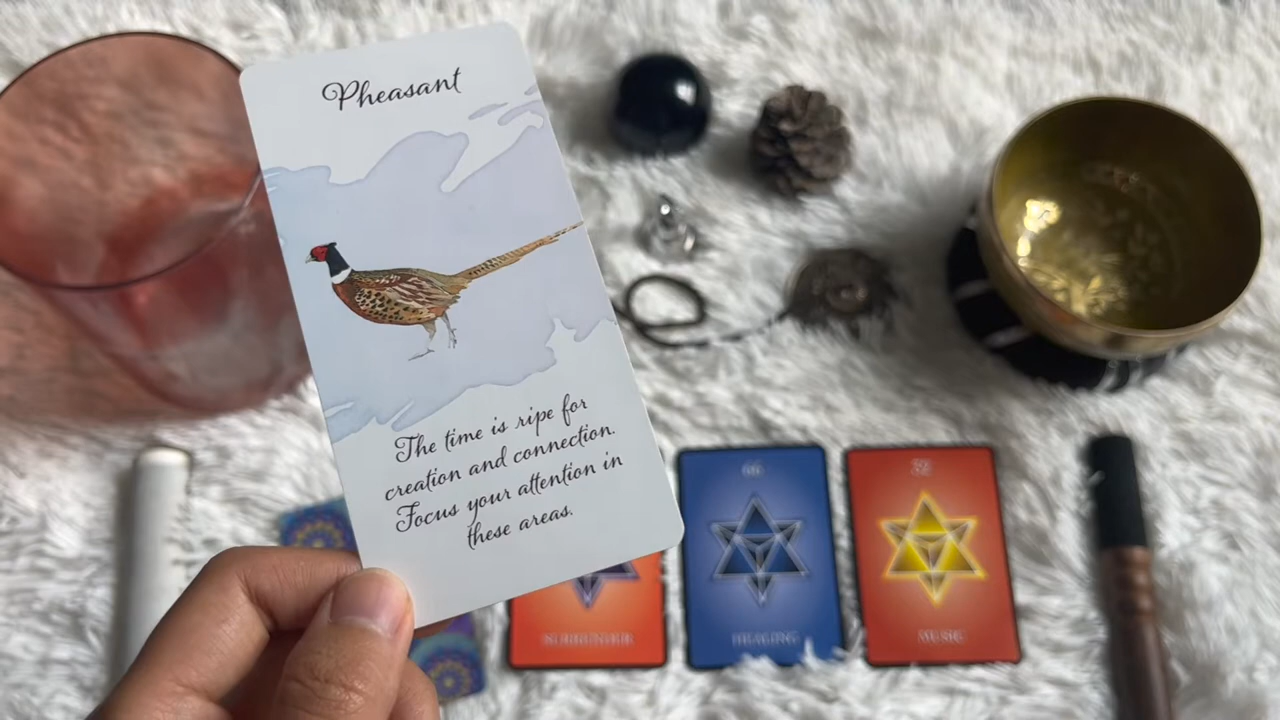 Pheasant
The time is ripe for
creation and connection.
Focus your attention in
these areas.
66
52
SURRENDER
HEALING
MUSIC